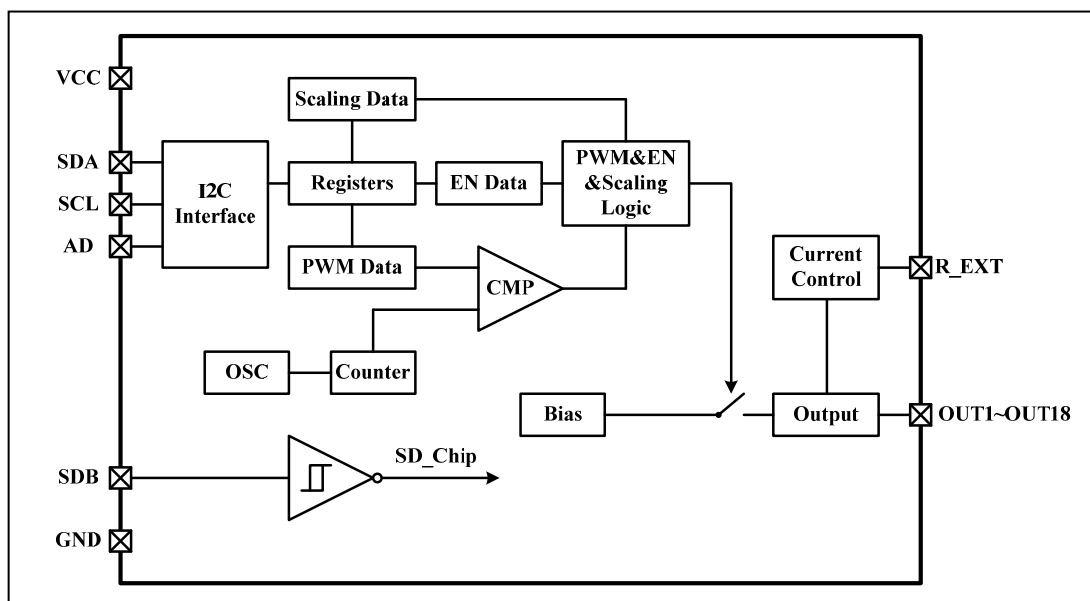 VCC
SDA
SCL
AD
I2C
Interface
Scaling Data
Registers
EN Data
PWM Data
PWM&EN
&Scaling
Logic
CMP
OSC
Counter
Current
Control
R_EXT
Bias
Output
OUT1~OUT18
SDB
SD_Chip
GND